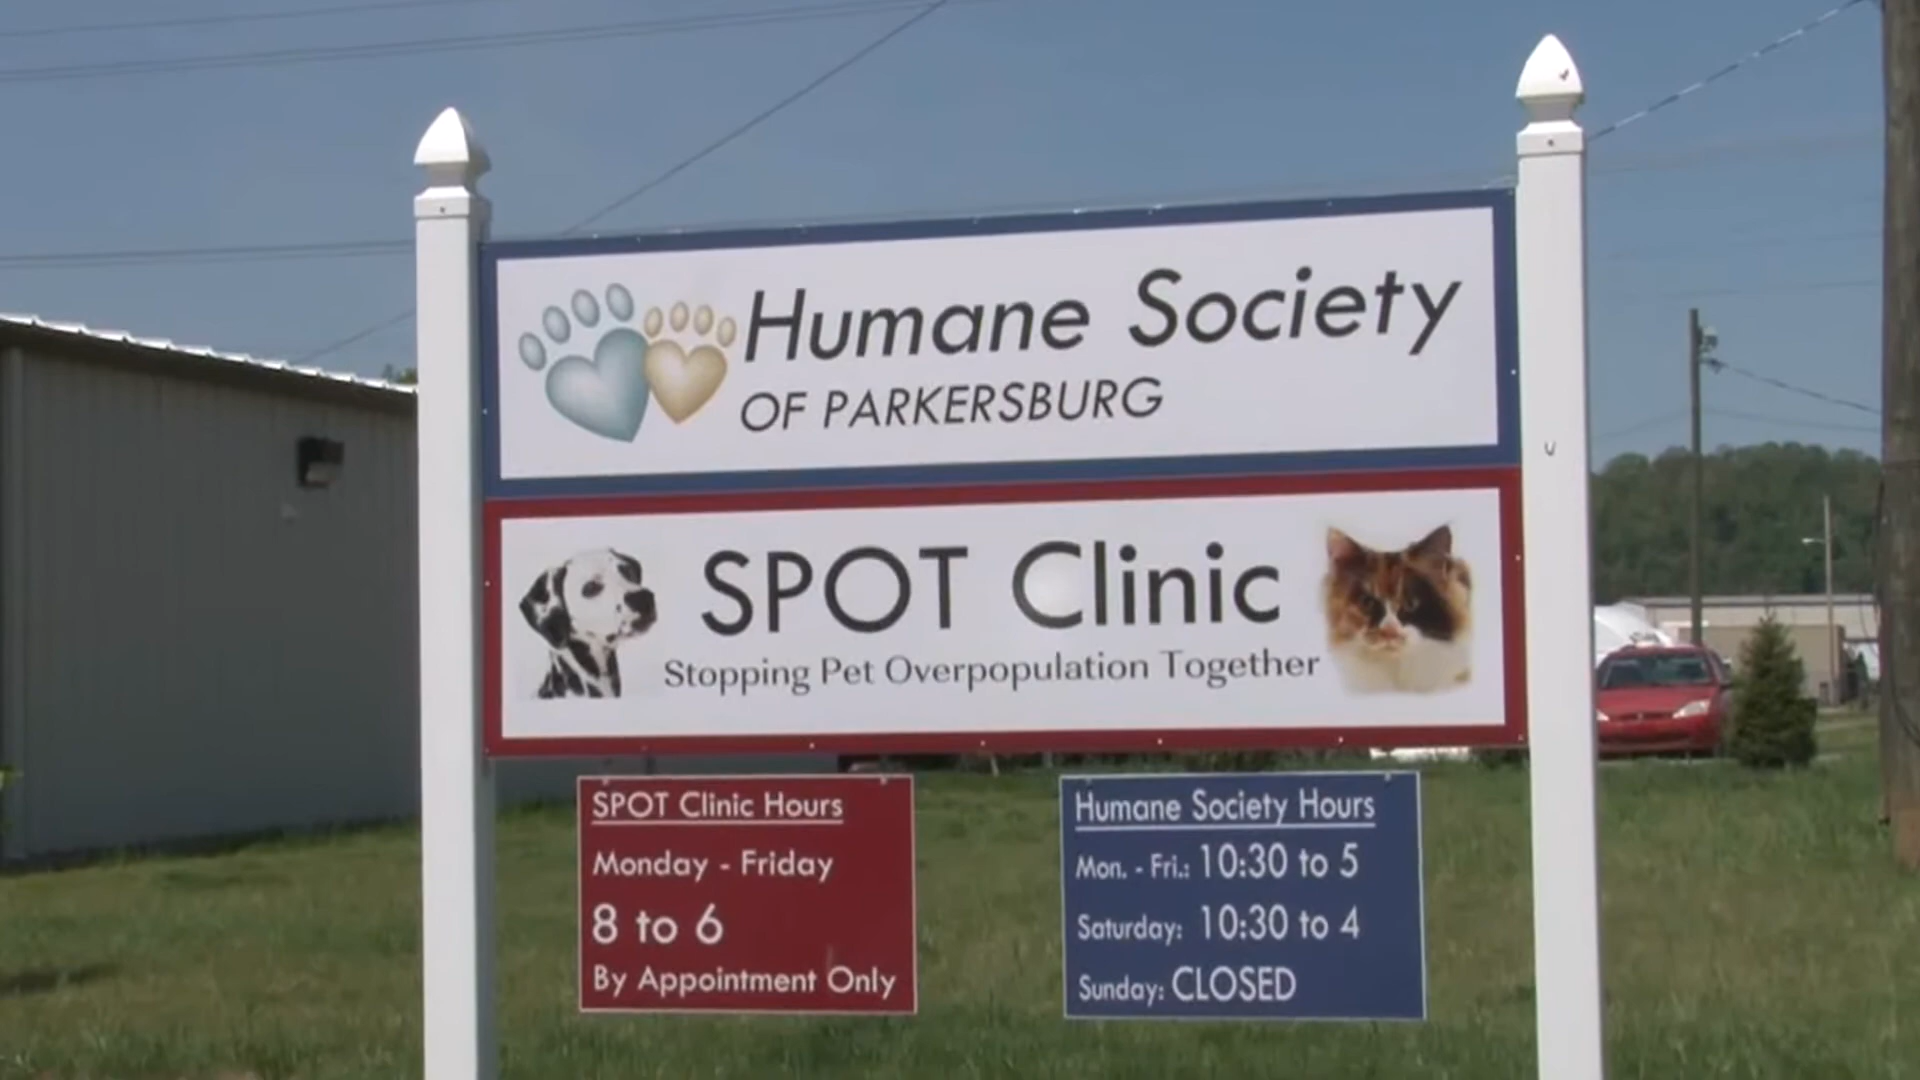 Humane Society
OF PARKERSBURG
SPOT Clinic
Stopping Pet Overpopulation Together
SPOT Clinic Hours
Monday - Friday
8 to 6
By Appointment Only
Humane Society Hours
Mon. - Fri.: 10:30 to 5
Saturday: 10:30 to 4
Sunday: CLOSED